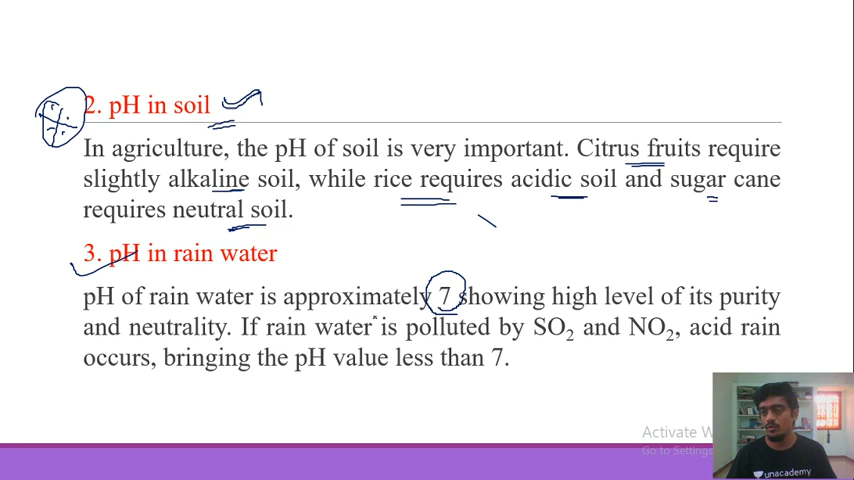 2. pH in soil
In agriculture, the pH of soil is very important. Citrus fruits require
slightly alkaline soil, while rice requires acidic soil and sugar cane
requires neutral soil.
3. pH in rain water
pH of rain water is approximately 7 showing high level of its purity
and neutrality. If rain water is polluted by SO₂ and NO₂, acid rain
occurs, bringing the pH value less than 7.
Activate W
Go to Settings
unacademy